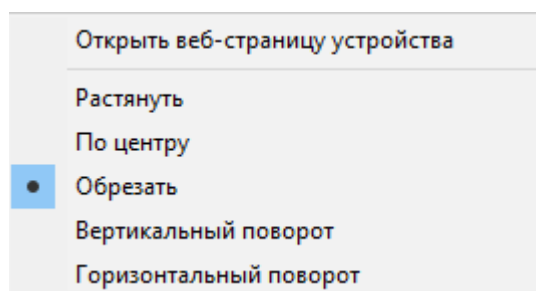 Открыть веб-страницу устройства
Растянуть
По центру
Обрезать
Вертикальный поворот
Горизонтальный поворот